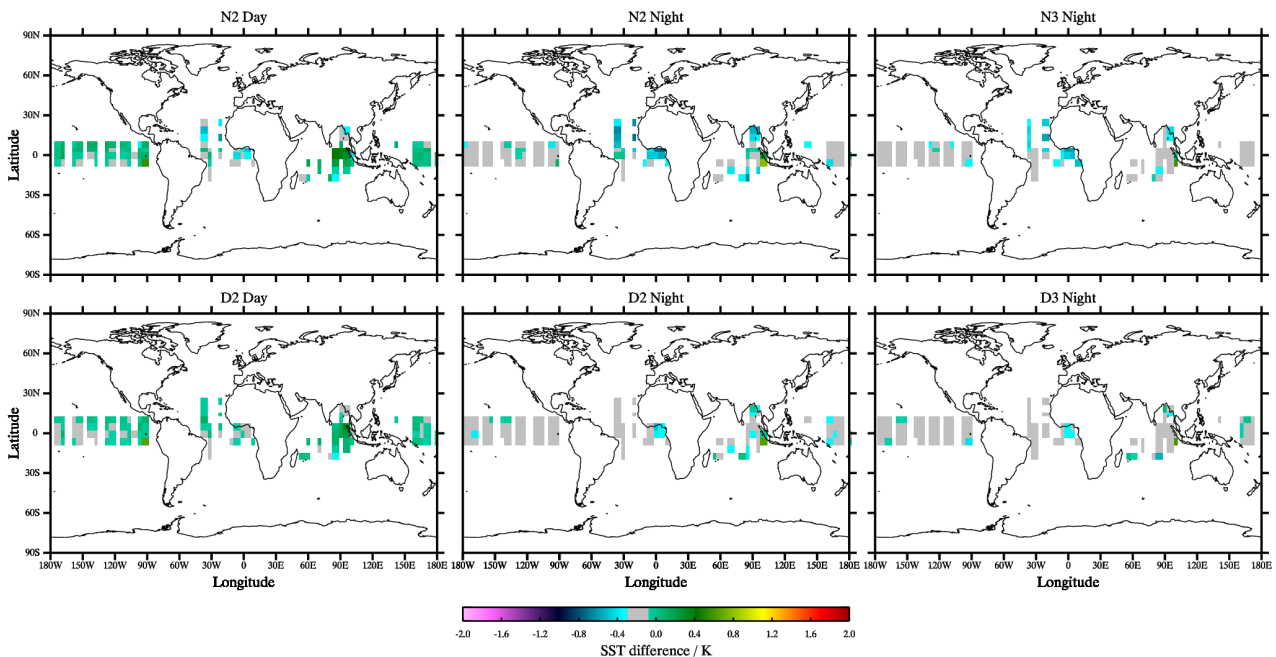 N2 Day N2 Night N3 Night
90N
60N
30N
0
30S
60S
90S
Latitude
D2 Day D2 Night D3 Night
90N
60N
30N
0
30S
60S
90S
Latitude
180W 150W 120W 90W 60W 30W 0 30E 60E 90E 120E 150E 180E 150W 120W 90W 60W 30W 0 30E 60E 90E 120E 150E 180E 150W 120W 90W 60W 30W 0 30E 60E 90E 120E 150E 180E
Longitude Longitude Longitude
-2.0 -1.6 -1.2 -0.8 -0.4 0.0 0.4 0.8 1.2 1.6 2.0
SST difference / K